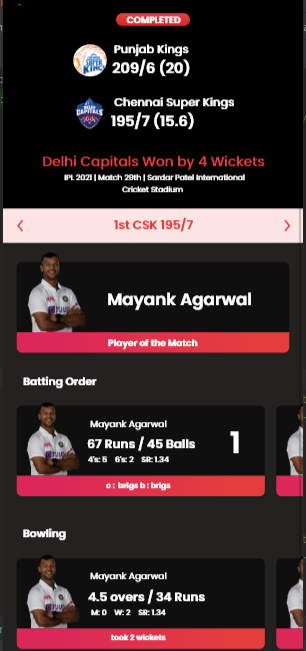 COMPLETED
Punjab Kings
209/6 (20)
Chennai Super Kings
195/7 (15.6)
Delhi Capitals Won by 4 Wickets
IPL 2021 | Match 29th | Sardar Patel International
Cricket Stadium
1st CSK 195/7
Mayank Agarwal
Player of the Match
Batting Order
Mayank Agarwal
67 Runs / 45 Balls
1
4's: 5 6's: 2 SR: 1.34
c : brigs b : brigs
Bowling
Mayank Agarwal
4.5 overs / 34 Runs
M: 0 W: 2 SR: 1.34
took 2 wickets